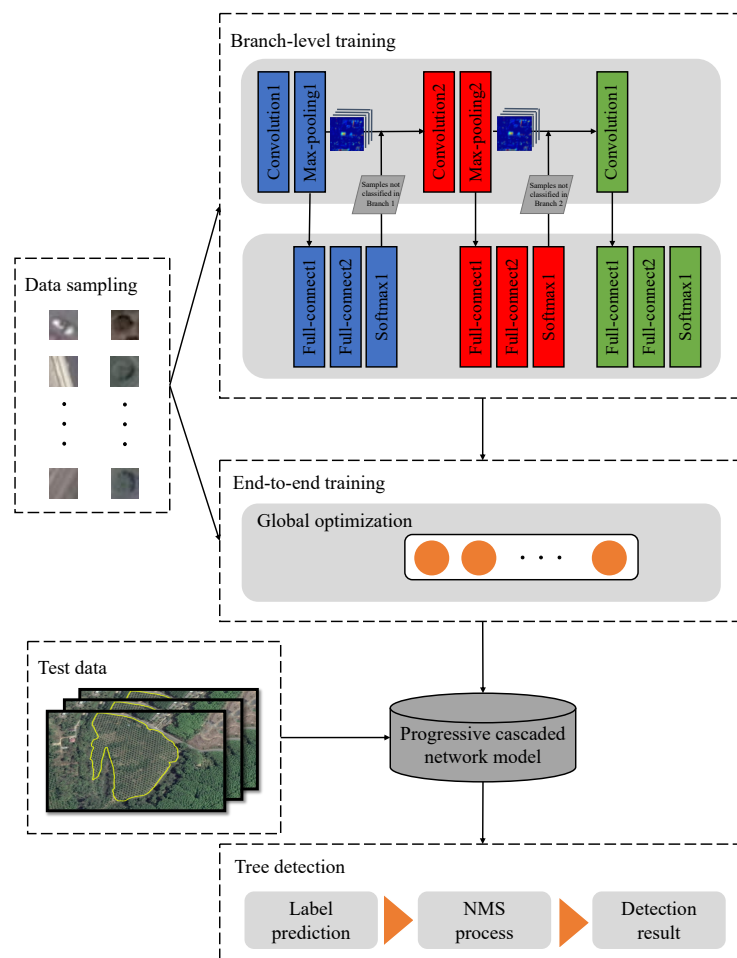 Branch-level training
Convolution1
Max-pooling1
Convolution2
Max-pooling2
Convolution1
Samples not
classified in
Branch 1
Samples not
classified in
Branch 2
Full-connect1
Full-connect2
Softmax1
Full-connect1
Full-connect2
Softmax1
Full-connect1
Full-connect2
Softmax1
Data sampling
End-to-end training
Global optimization
Test data
Progressive cascaded
network model
Tree detection
Label
prediction
NMS
process
Detection
result